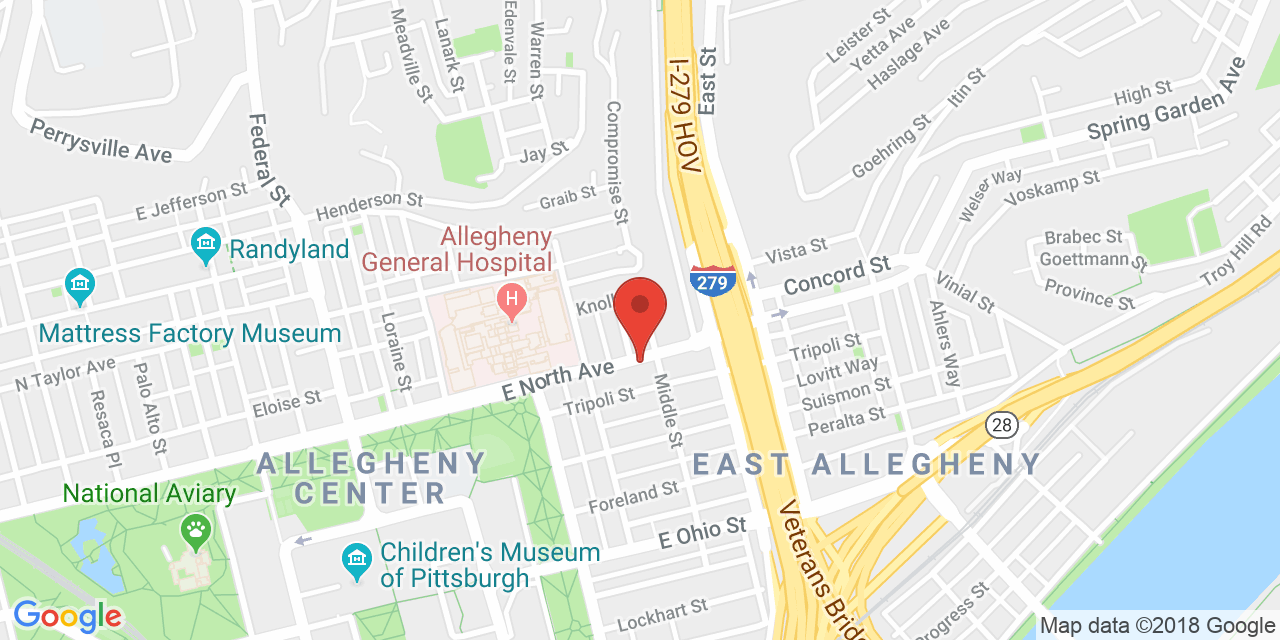 Meadville St
Lanark St
Edenvale St
Warren St
Leister St
Yetta Ave
Haslage Ave
East St
I-279 HOV
Itin St
High St
Spring Garden Ave
Perrysville Ave
Federal St
Compromise St
Jay St
Goehring St
E Jefferson St
Henderson St
Graib St
Welser Way
Voskamp St
Randyland
Allegheny
General Hospital
H
Vista St
Concord St
Brabec St
Goettmann St
Troy Hill Rd
279
Province St
Vinial St
Mattress Factory Museum
Loraine St
Ahlers Way
N Taylor Ave
Palo Alto St
Resaca Pl
Eloise St
E North Ave
Tripoli St
Middle St
Tripoli St
Lovitt Way
Suismon St
Peralta St
28
ALLEGHENY
CENTER
EAST ALLEGHENY
National Aviary
Foreland St
E Ohio St
Veterans Bridge
Children's Museum
of Pittsburgh
Lockhart St
Progress St
Google
Map data ©2018 Google